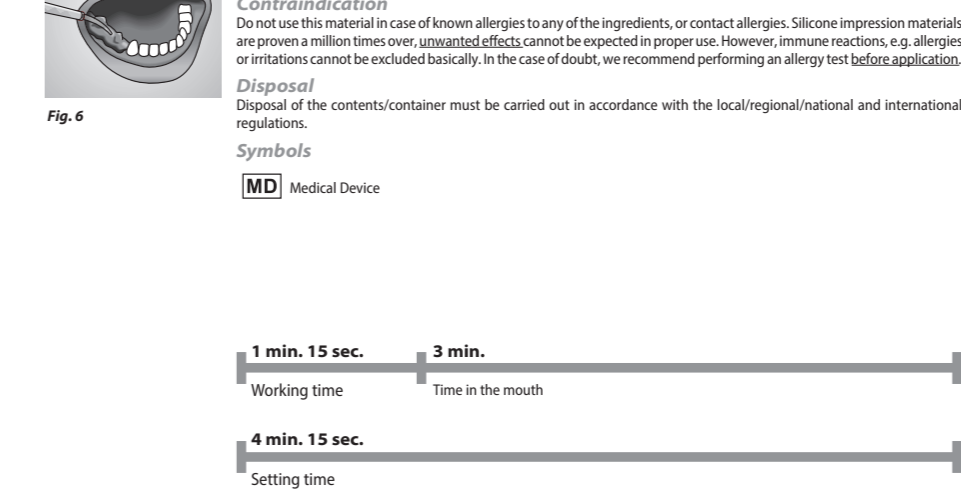 Contraindication
Do not use this material in case of known allergies to any of the ingredients, or contact allergies. Silicone impression materials
are proven a million times over, unwanted effects cannot be expected in proper use. However, immune reactions, e.g. allergies
or irritations cannot be excluded basically. In the case of doubt, we recommend performing an allergy test before application.
Disposal
Disposal of the contents/container must be carried out in accordance with the local/regional/national and international
regulations.
Fig. 6
Symbols
MD Medical Device
1 min. 15 sec. 3 min.
Working time Time in the mouth
4 min. 15 sec.
Setting time